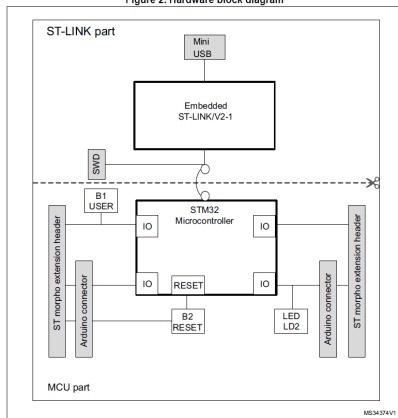 Figure 2. Hardware block diagram
ST-LINK part
Mini
USB
Embedded
ST-LINK/V2-1
SWD
B1
USER
STM32
Microcontroller
IO
IO
ST morpho extension header
Arduino connector
IO
RESET
IO
B2
RESET
LED
LD2
Arduino connector
ST morpho extension header
MCU part
MS34374V1